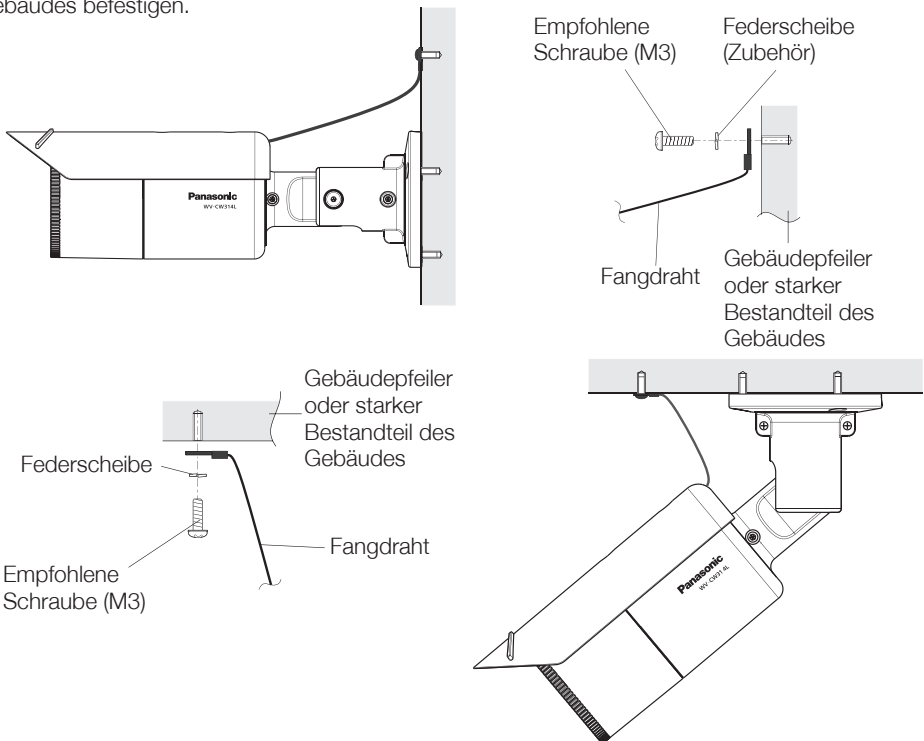 ebäudes befestigen.
Empfohlene
Schraube (M3)
Federscheibe
(Zubehör)
Panasonic
WV-CW314L
Fangdraht
Gebäudepfeiler
oder starker
Bestandteil des
Gebäudes
Gebäudepfeiler
oder starker
Bestandteil des
Gebäudes
Federscheibe
Fangdraht
Empfohlene
Schraube (M3)
Panasonic
WV-CW314L